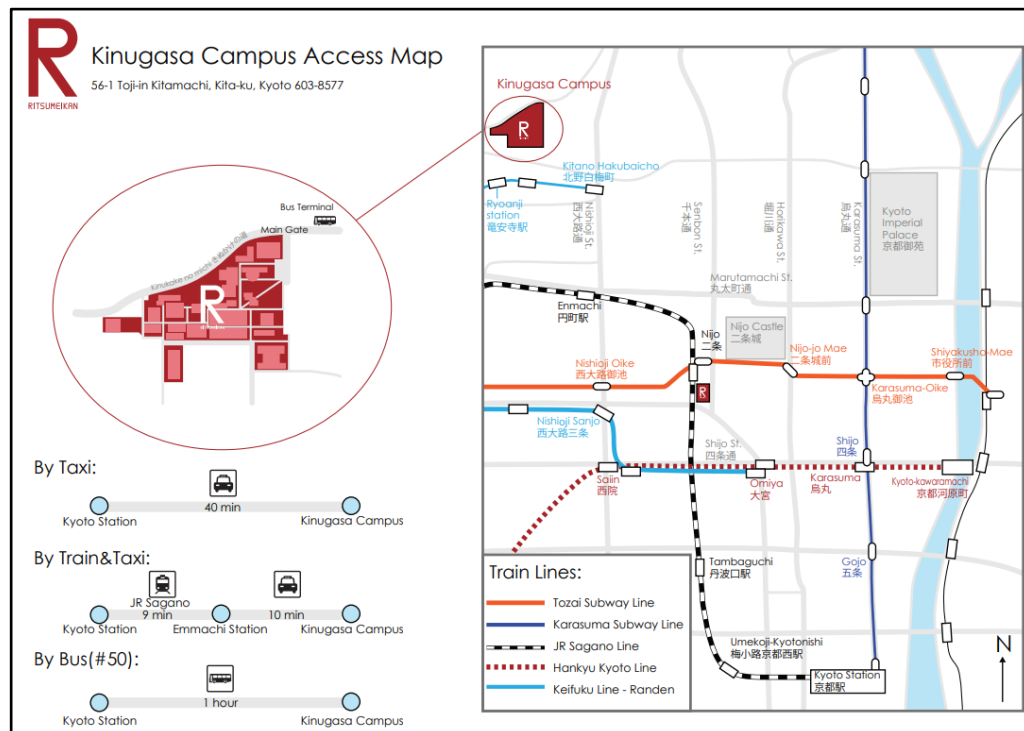 R
RITSUMEIKAN
Kinugasa Campus Access Map
56-1 Toji-in Kitamachi, Kita-ku, Kyoto 603-8577
Bus Terminal
Main Gate
Kinukake no michi きぬかけの道
R
By Taxi:
40 min
Kyoto Station
Kinugasa Campus
By Train&Taxi:
JR Sagano
9 min
10 min
Kyoto Station
Emmachi Station
Kinugasa Campus
By Bus(#50):
1 hour
Kyoto Station
Kinugasa Campus
Kinugasa Campus
R
Kitano Hakubaicho
北野白梅町
Ryoanji
station
竜安寺駅
Nishioji St.
西大路通
Senbon St.
千本通
Horikawa St.
堀川通
Karasuma St.
烏丸通
Kyoto
Imperial
Palace
京都御苑
Marutamachi St.
丸太町通
Enmachi
円町駅
Nijo
二条
Nijo Castle
二条城
Nijo-jo Mae
二条城前
Shiyakusho-Mae
市役所前
Nishioji Oike
西大路御池
Karasuma-Oike
烏丸御池
R
Nishioji Sanjo
西大路三条
Shijo St.
四条通
Shijo
四条
Saiin
西院
Omiya
大宮
Karasuma
烏丸
Kyoto-kawaramachi
京都河原町
Tambaguchi
丹波口駅
Gojo
五条
Umekoji-Kyotonishi
梅小路京都西駅
Kyoto Station
京都駅
N
Train Lines:
Tozai Subway Line
Karasuma Subway Line
JR Sagano Line
Hankyu Kyoto Line
Keifuku Line - Randen